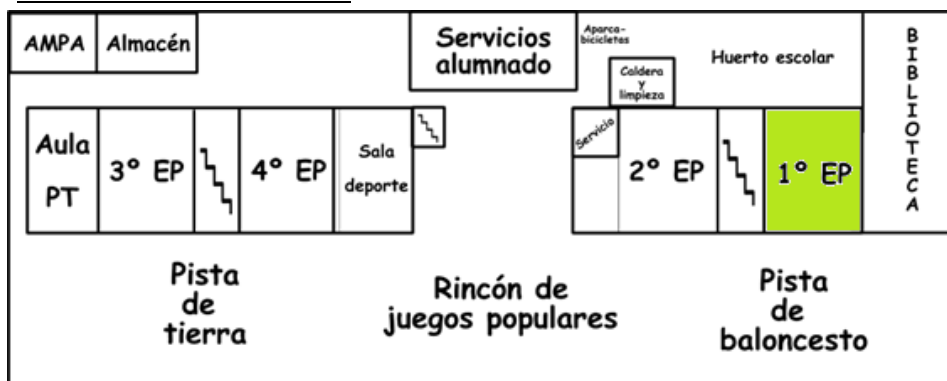 AMPA
Almacén
Servicios
alumnado
Aparca-
bicicletas
Caldera
y
limpieza
Huerto escolar
BIBLIOTECA
Aula
PT
3º EP
4º EP
Sala
deporte
Servicio
2º EP
1º EP
Pista
de
tierra
Rincón de
juegos populares
Pista
de
baloncesto